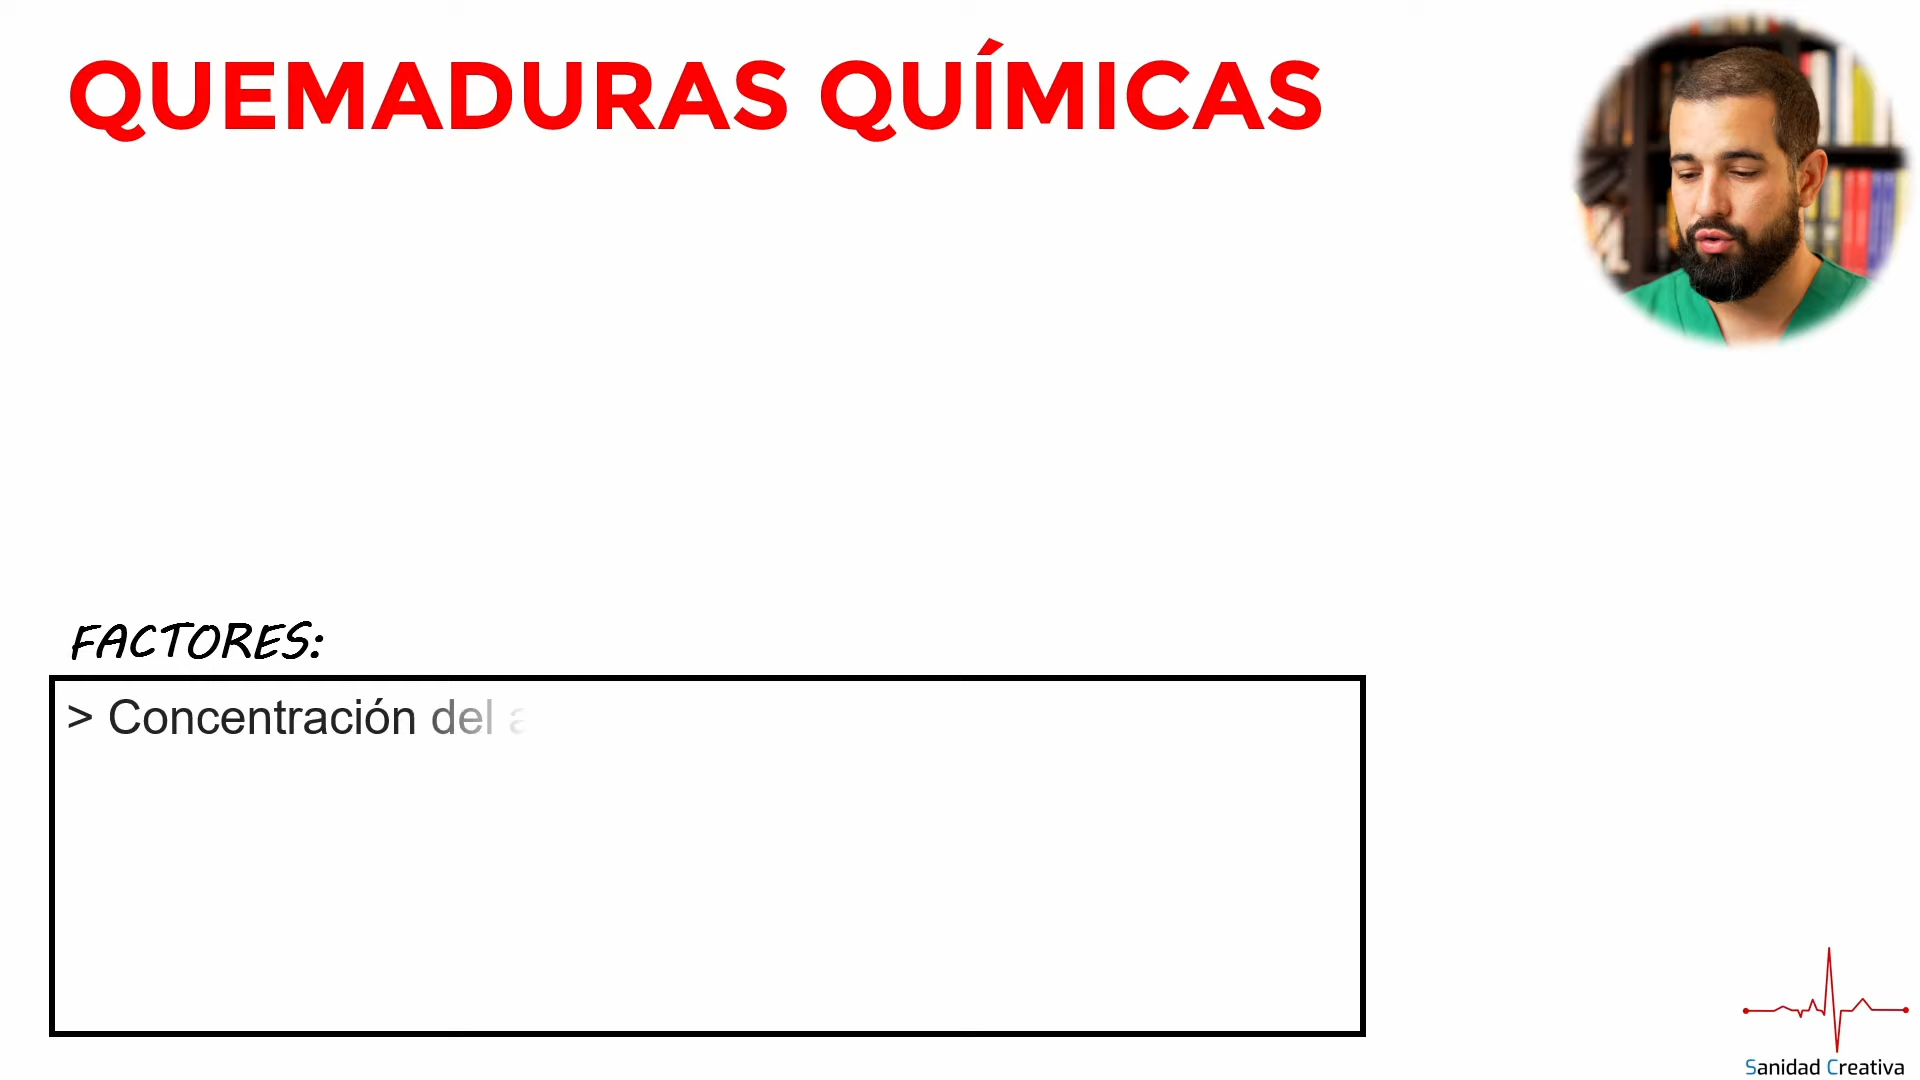 QUEMADURAS QUÍMICAS
FACTORES:
> Concentración del
Sanidad Creativa